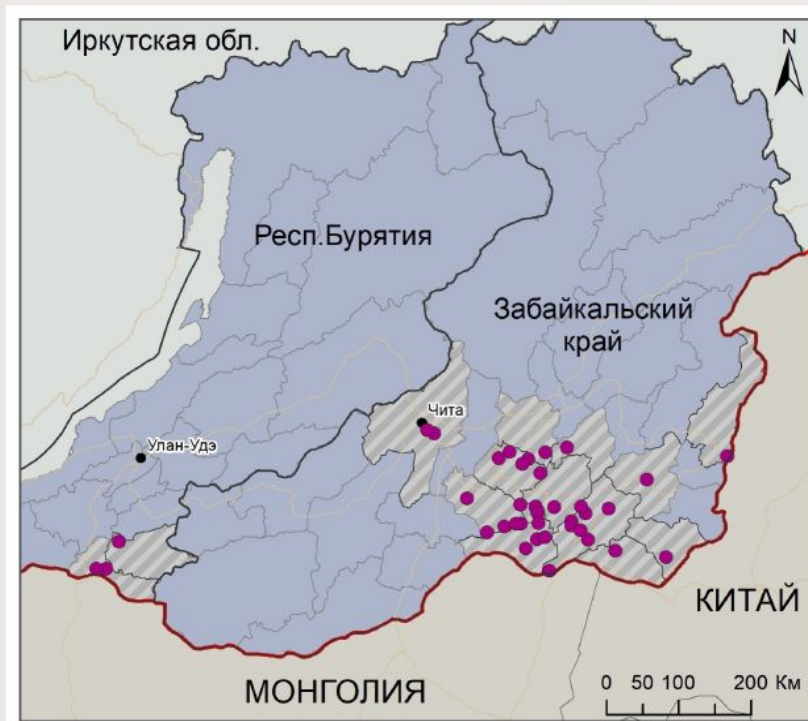 Иркутская обл.
N
Респ.Бурятия
Забайкальский
край
Чита
Улан-Удэ
КИТАЙ
МОНГОЛИЯ
0 50 100 200 Км